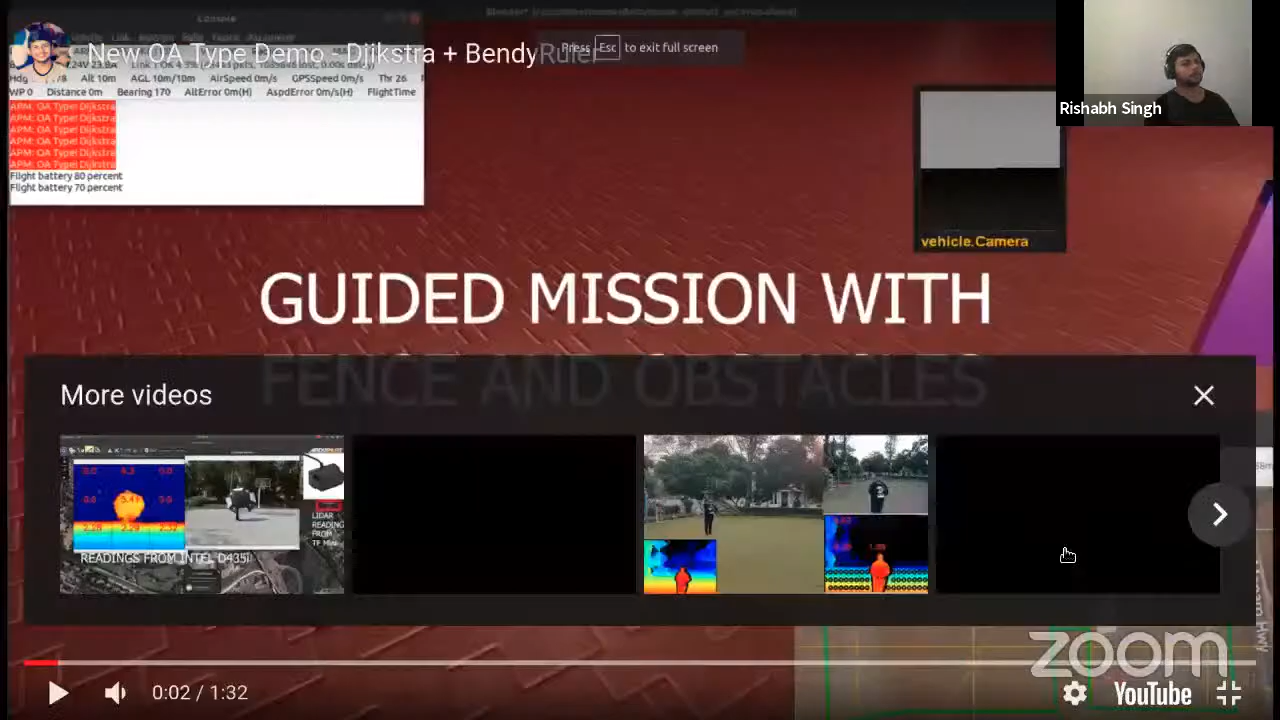 Console
New OA Type Demo - Dijkstra + BendyRuler
Press Esc to exit full screen
Alt 10m AGL 10m/10m AirSpeed 0m/s GPSSpeed 0m/s Thr 26
WP 0 Distance 0m Bearing 170 AltError 0m(H) AspdError 0m/s(H) FlightTime
APM: OA Type! Dijkstra
APM: OA Type! Dijkstra
APM: OA Type! Dijkstra
APM: OA Type! Dijkstra
APM: OA Type! Dijkstra
APM: OA Type! Dijkstra
Flight battery 80 percent
Flight battery 70 percent
Rishabh Singh
vehicle.Camera
GUIDED MISSION WITH
FENCE AND OBSTACLES
More videos
LIDAR
READING
FROM
TF Mini
READINGS FROM INTEL D435i
zoom
0:02 / 1:32
YouTube